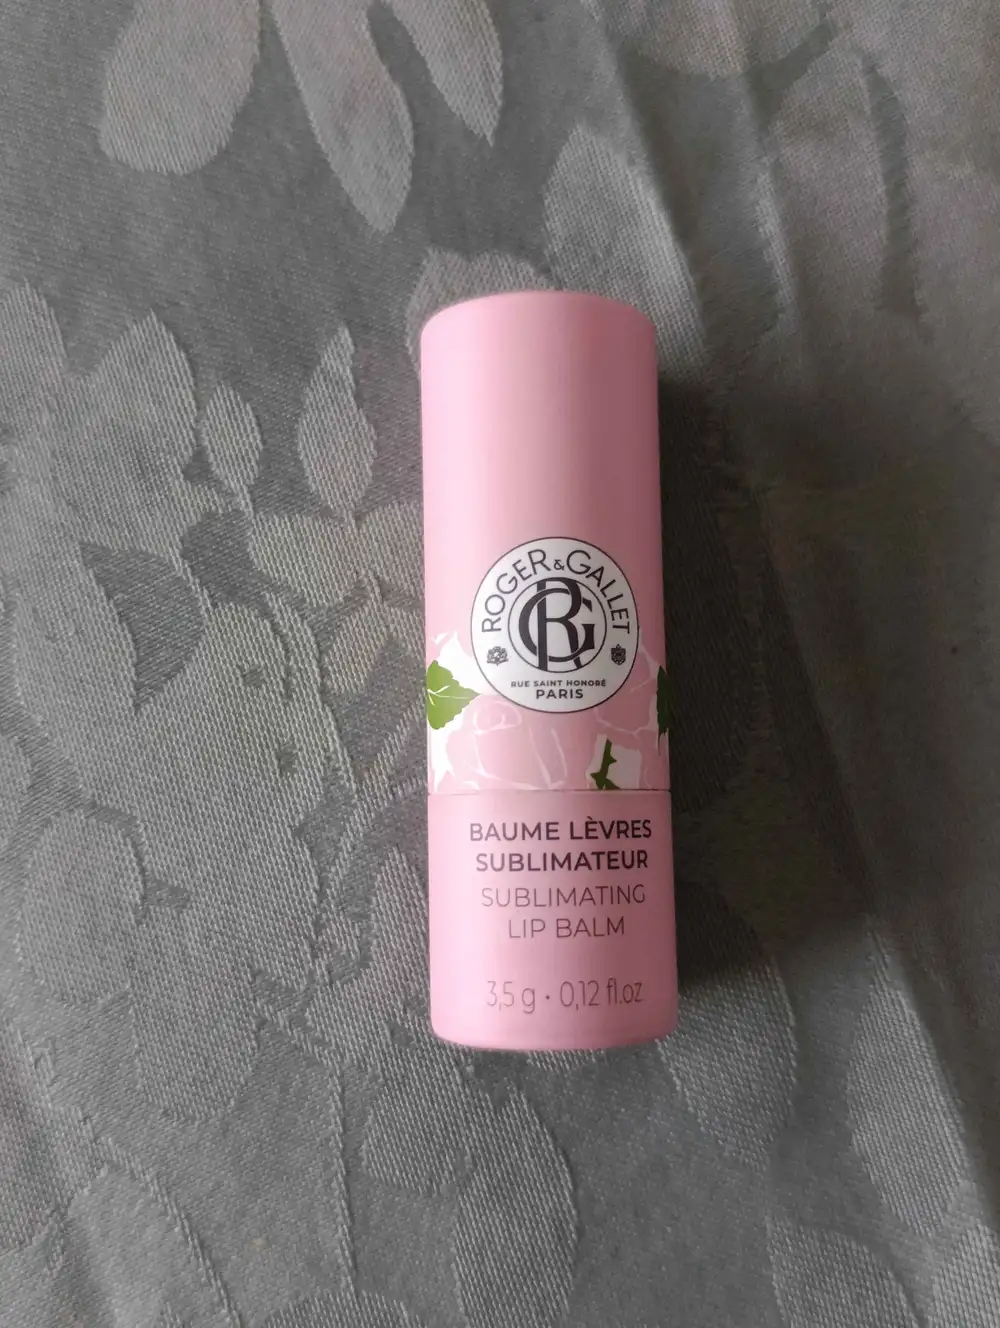 ROGER & GALLET
RG
RUE SAINT HONORÉ
PARIS
BAUME LÈVRES
SUBLIMATEUR
SUBLIMATING
LIP BALM
3,5 g • 0,12 fl.oz